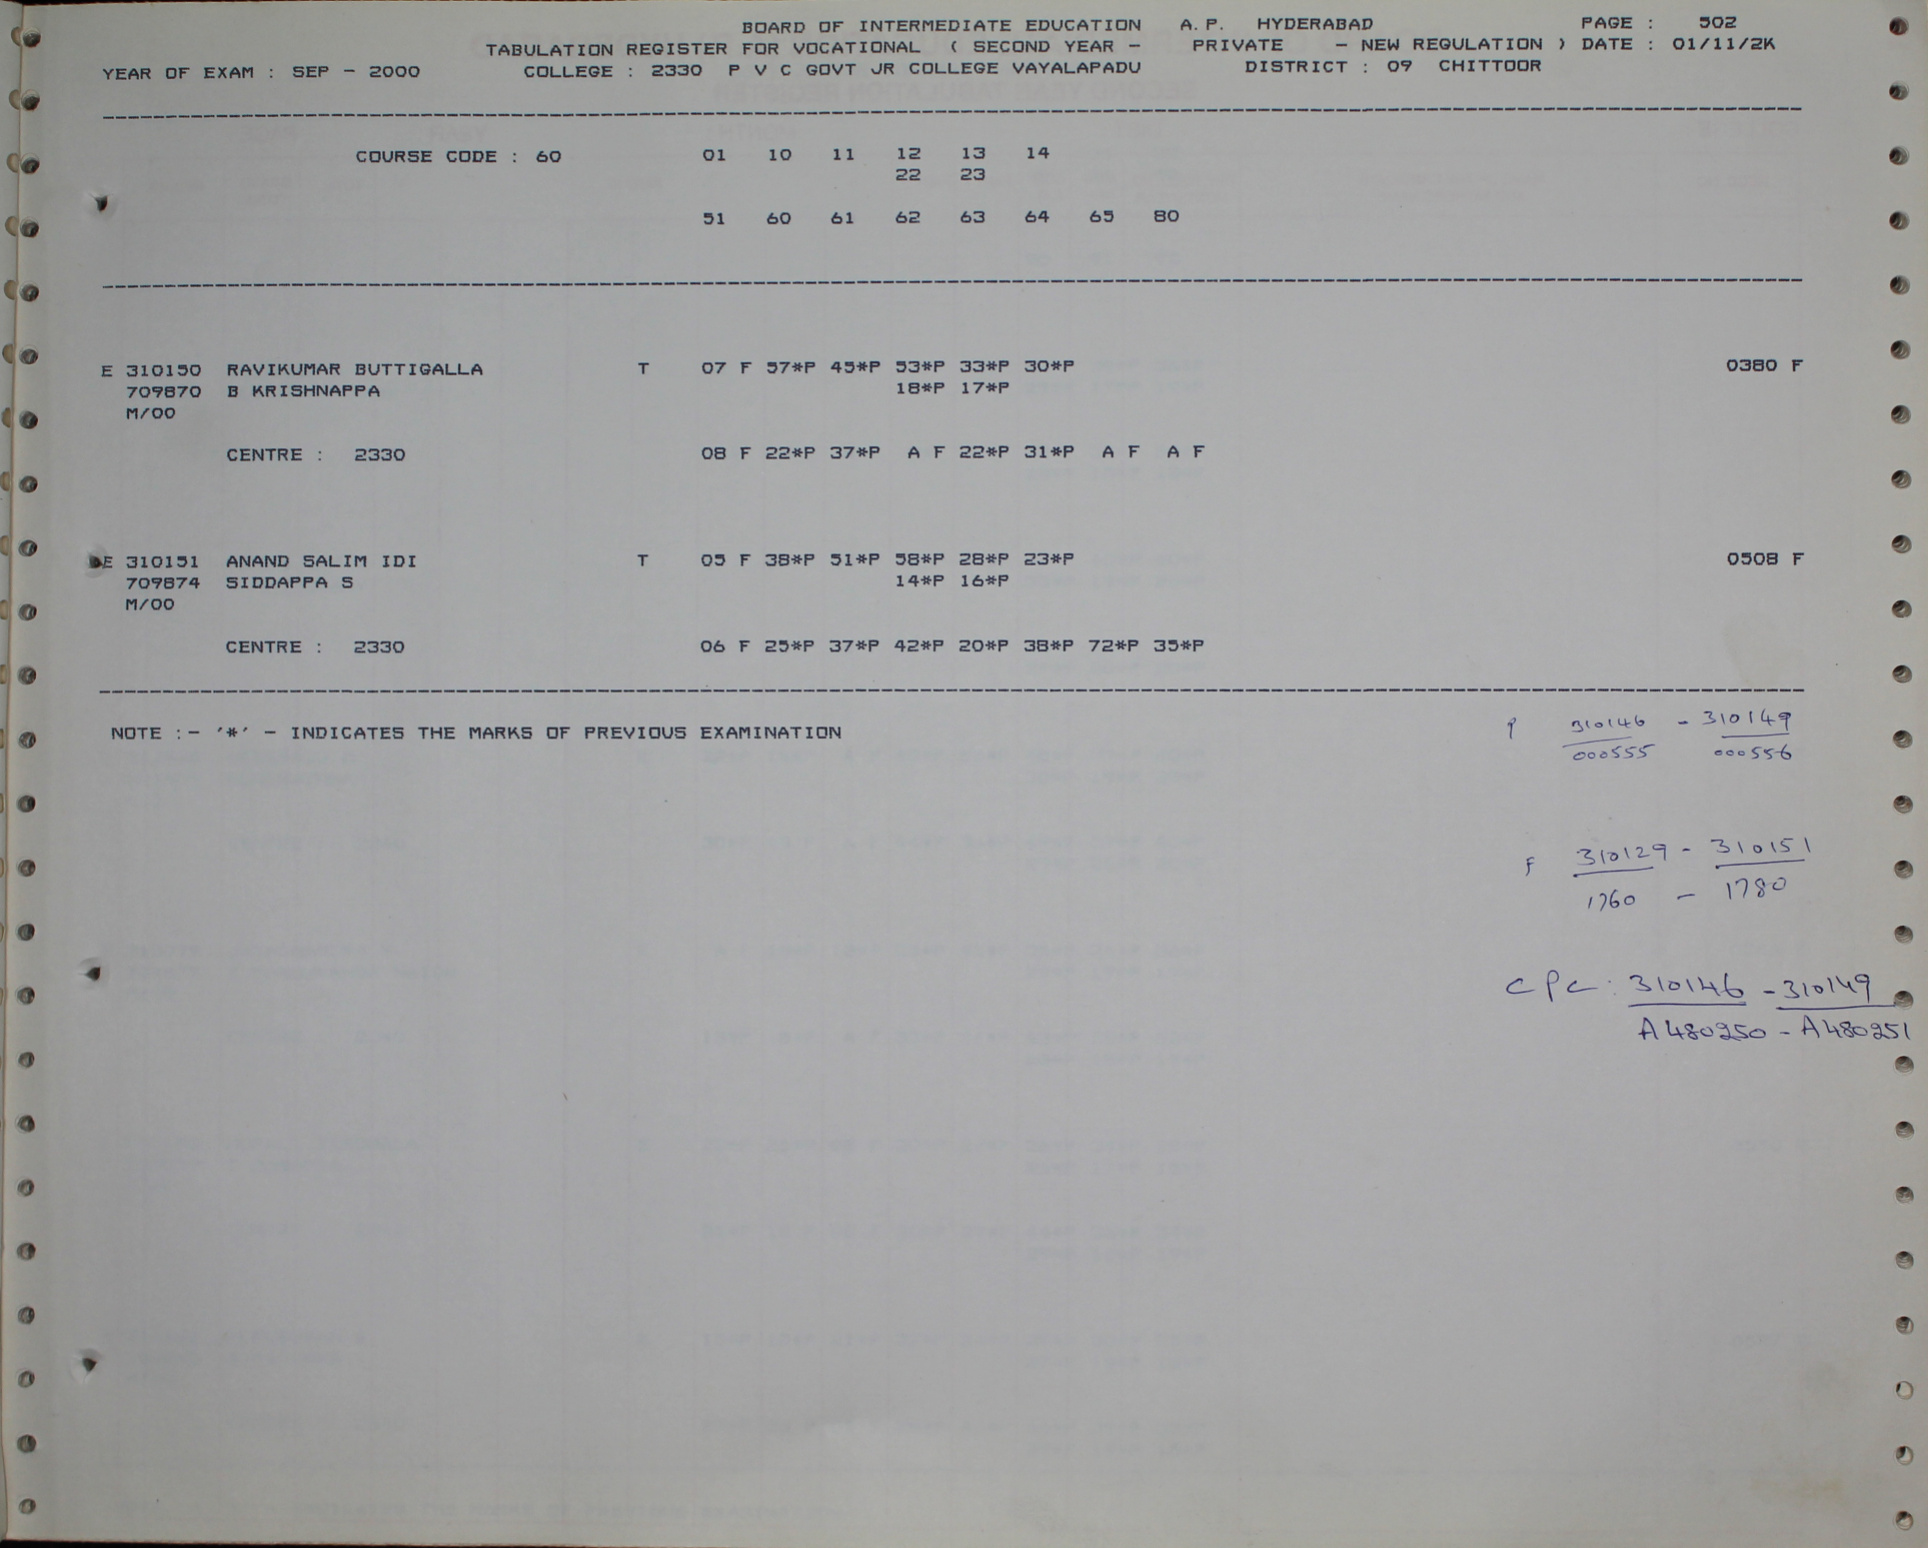 BOARD OF INTERMEDIATE EDUCATION A.P. HYDERABAD PAGE : 502
TABULATION REGISTER FOR VOCATIONAL ( SECOND YEAR - PRIVATE - NEW REGULATION ) DATE : 01/11/2K
YEAR OF EXAM : SEP - 2000 COLLEGE : 2330 P V C GOVT JR COLLEGE VAYALAPADU DISTRICT : 09 CHITTOOR
COURSE CODE : 60 01 10 11 12 13 14
22 23
51 60 61 62 63 64 65 80
E 310150 RAVIKUMAR BUTTIGALLA T 07 F 57*P 45*P 53*P 33*P 30*P 0380 F
709870 B KRISHNAPPA 18*P 17*P
M/00
CENTRE : 2330 08 F 22*P 37*P A F 22*P 31*P A F A F
E 310151 ANAND SALIM IDI T 05 F 38*P 51*P 58*P 28*P 23*P 0508 F
709874 SIDDAPPA S 14*P 16*P
M/00
CENTRE : 2330 06 F 25*P 37*P 42*P 20*P 38*P 72*P 35*P
NOTE :- '*' - INDICATES THE MARKS OF PREVIOUS EXAMINATION
P 310146 - 310149
000555 000556
F 310129 - 310151
1760 - 1780
CPC : 310146 - 310149
A480250 - A480251